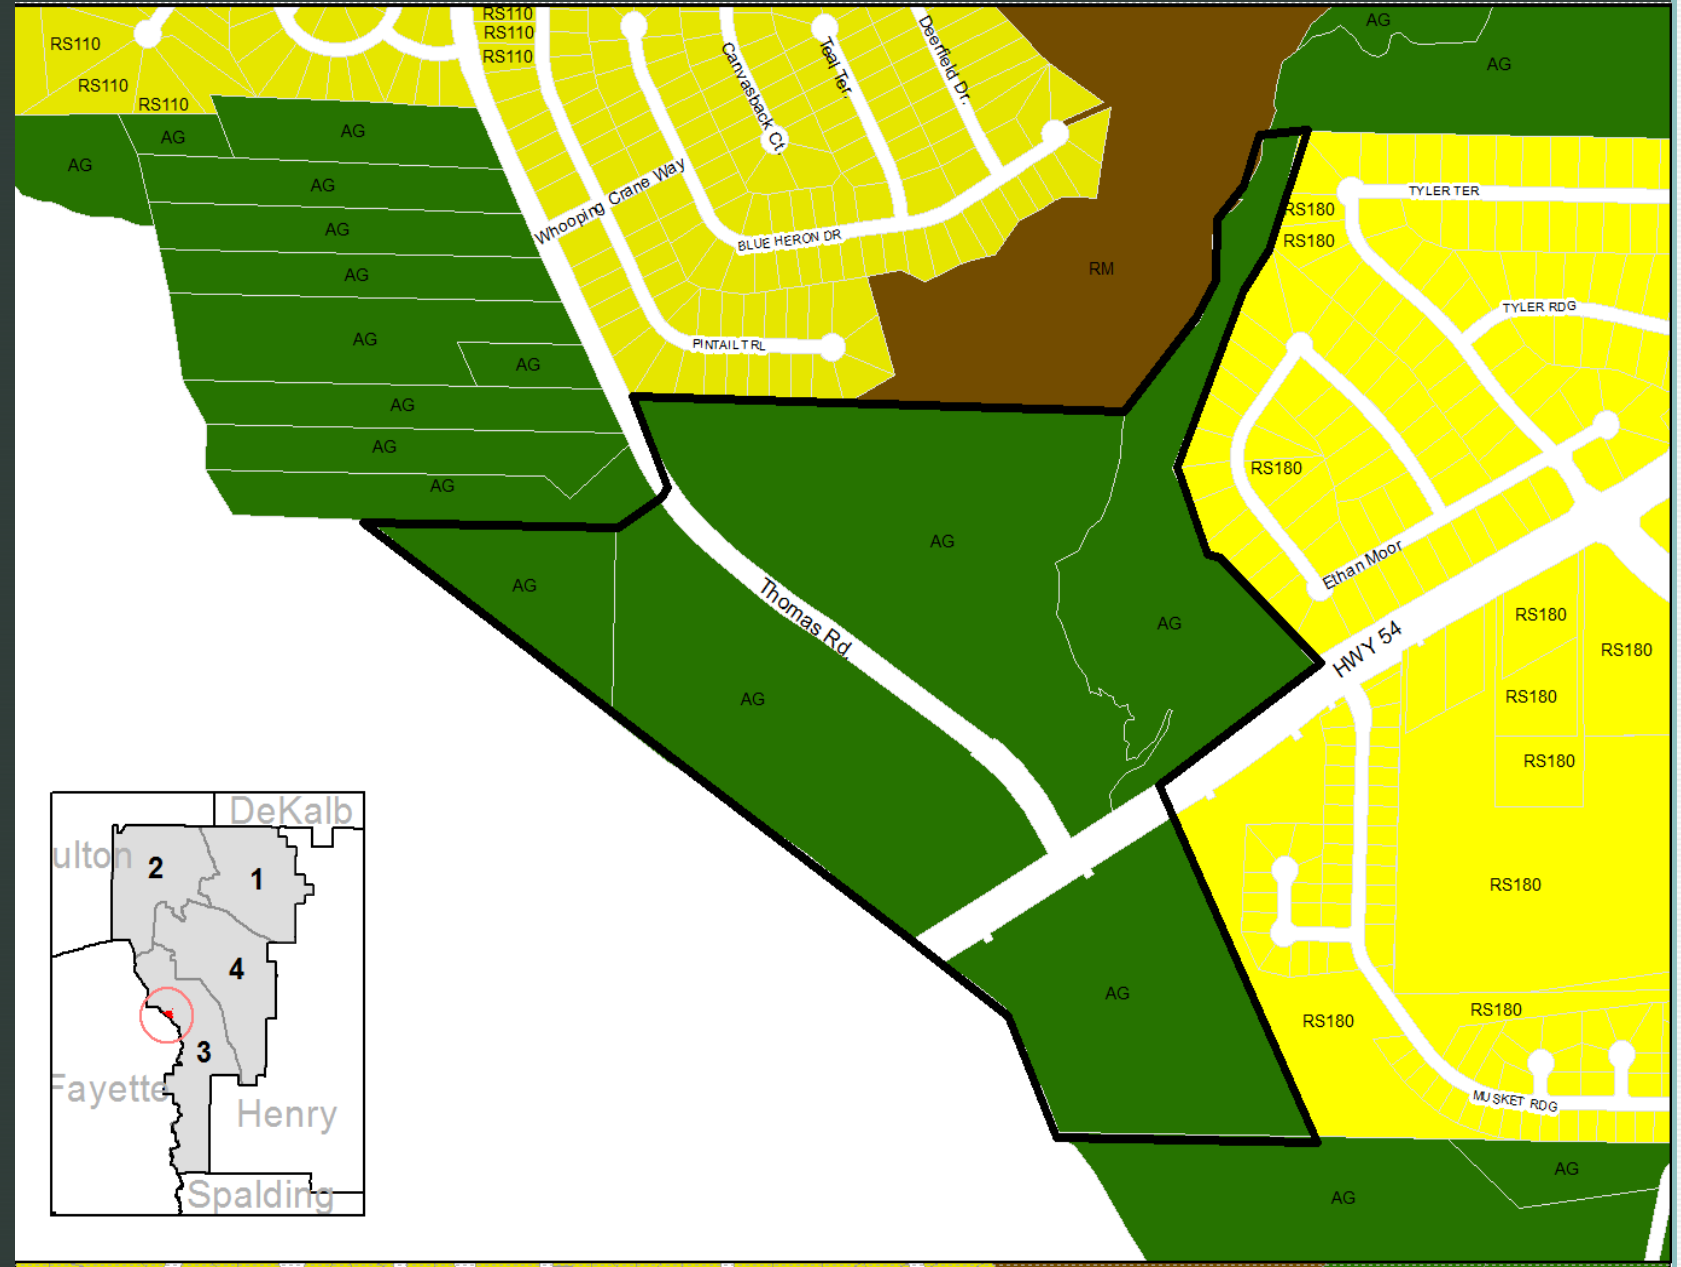 RS110
RS110
RS110
RS110
RS110
RS110
Canvasback Ct.
Teal Ter.
Deerfield Dr.
AG
AG
AG
AG
AG
AG
AG
AG
AG
AG
AG
AG
AG
AG
Whooping Crane Way
BLUE HERON DR
PINTAIL TRL
RM
RS180
RS180
TYLER TER
TYLER RDG
RS180
Ethan Moor
HWY 54
Thomas Rd.
AG
AG
AG
AG
RS180
RS180
RS180
RS180
RS180
AG
RS180
RS180
MUSKET RDG
AG
AG
DeKalb
ulton
2
1
4
3
Fayette
Henry
Spalding